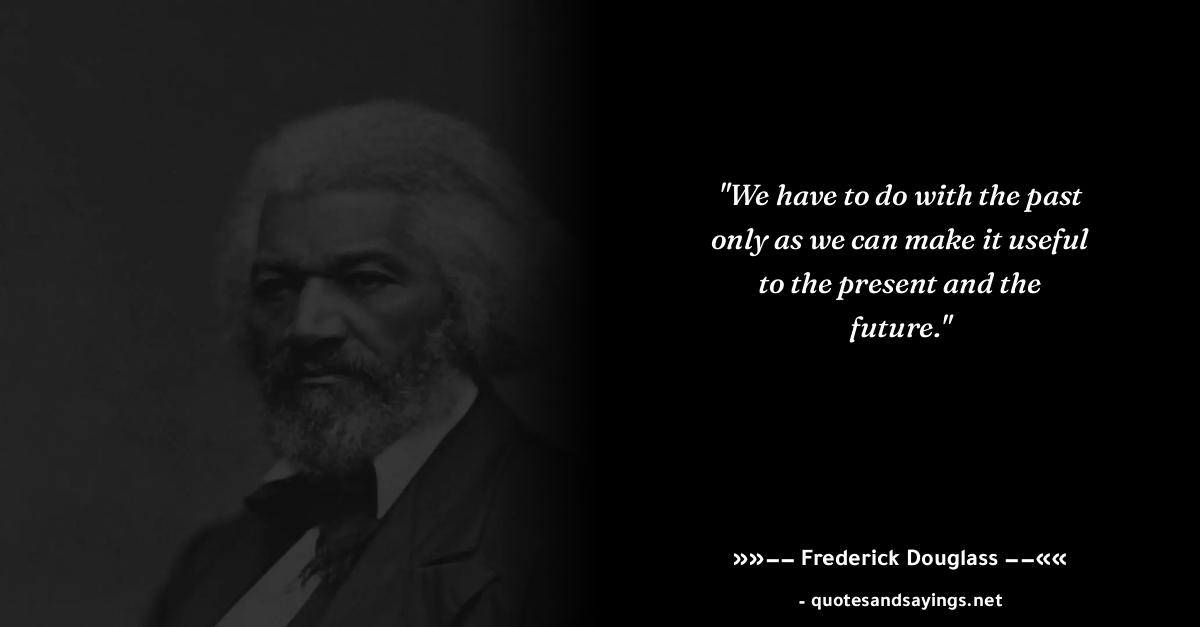 "We have to do with the past
only as we can make it useful
to the present and the
future."
»»−− Frederick Douglass −−««
- quotesandsayings.net